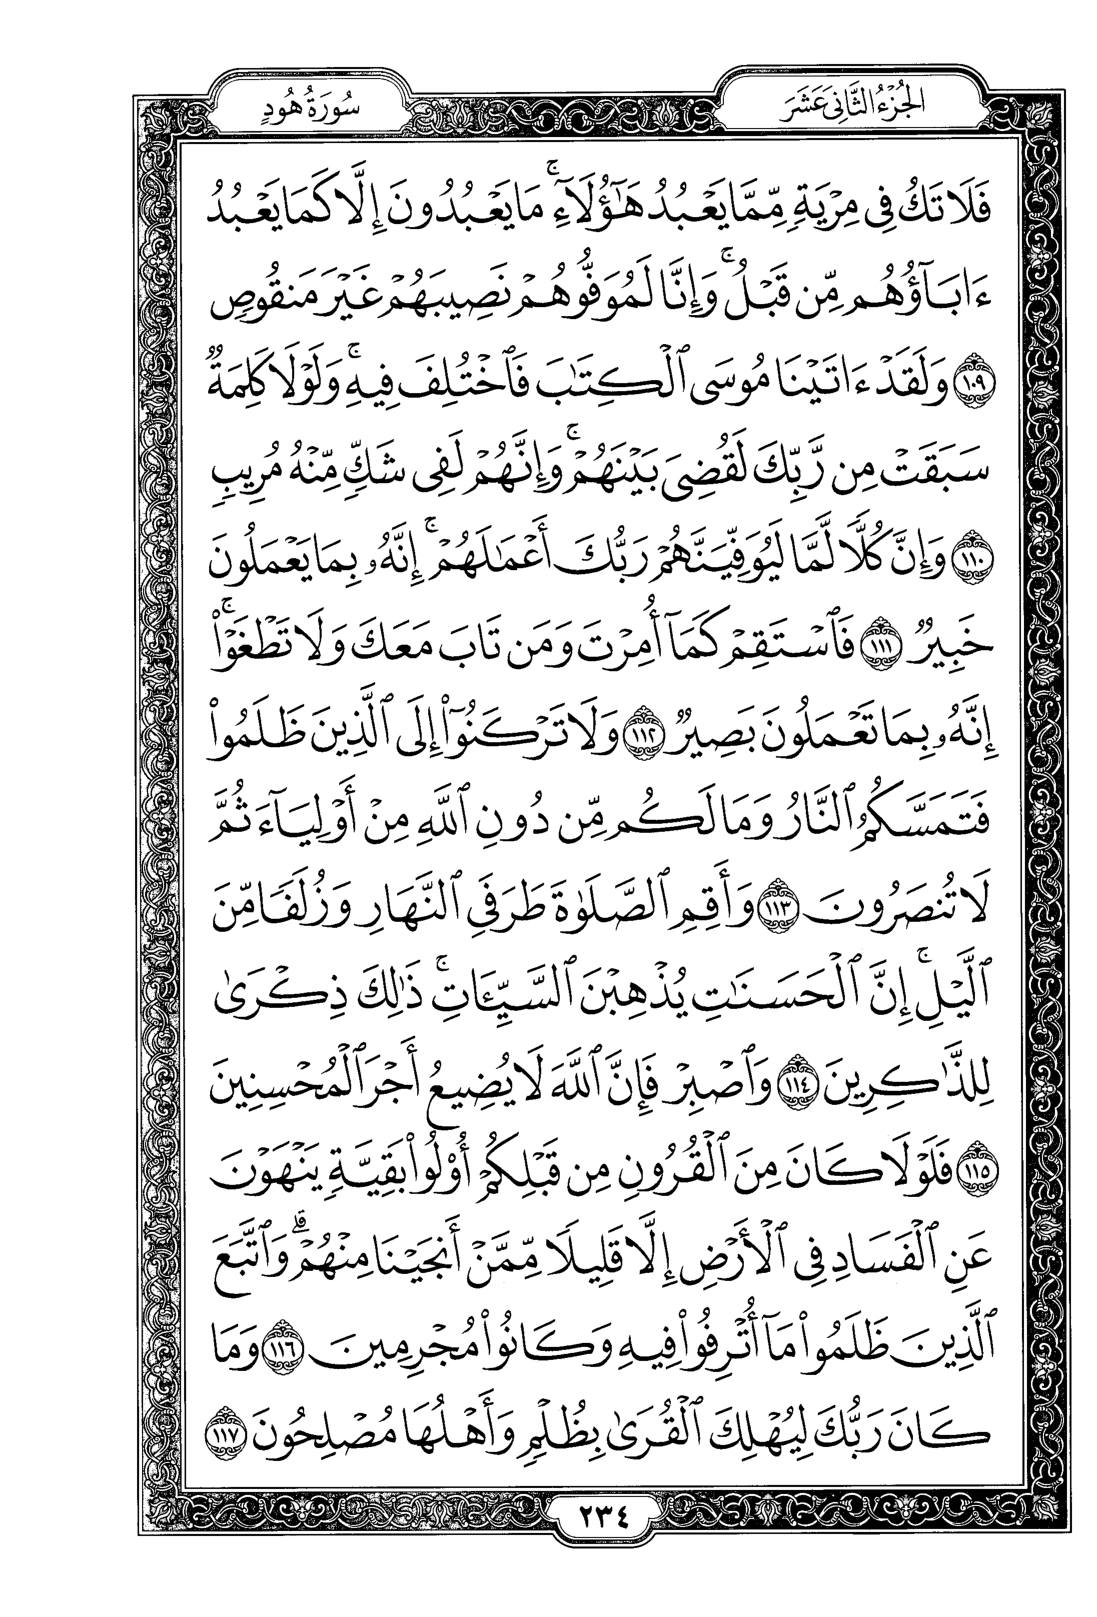 الجُزْءُ الثَّانِي عَشَرَ
سُورَةُ هُودٍ
فَلَا تَكُ فِى مِرْيَةٍ مِّمَّا يَعْبُدُ هَٰٓؤُلَآءِۚ مَا يَعْبُدُونَ إِلَّا كَمَا يَعْبُدُ
ءَابَآؤُهُم مِّن قَبْلُۚ وَإِنَّا لَمُوَفُّوهُمْ نَصِيبَهُمْ غَيْرَ مَنقُوصٍ
١٠٩ وَلَقَدْ ءَاتَيْنَا مُوسَى ٱلْكِتَٰبَ فَٱخْتُلِفَ فِيهِۚ وَلَوْلَا كَلِمَةٌ
سَبَقَتْ مِن رَّبِّكَ لَقُضِىَ بَيْنَهُمْۚ وَإِنَّهُمْ لَفِى شَكٍّ مِّنْهُ مُرِيبٍ
١١٠ وَإِنَّ كُلًّا لَّمَّا لَيُوَفِّيَنَّهُمْ رَبُّكَ أَعْمَٰلَهُمْۚ إِنَّهُۥ بِمَا يَعْمَلُونَ
خَبِيرٌ ١١١ فَٱسْتَقِمْ كَمَآ أُمِرْتَ وَمَن تَابَ مَعَكَ وَلَا تَطْغَوْا۟ۚ
إِنَّهُۥ بِمَا تَعْمَلُونَ بَصِيرٌ ١١٢ وَلَا تَرْكَنُوٓا۟ إِلَى ٱلَّذِينَ ظَلَمُوا۟
فَتَمَسَّكُمُ ٱلنَّارُ وَمَا لَكُم مِّن دُونِ ٱللَّهِ مِنْ أَوْلِيَآءَ ثُمَّ
لَا تُنصَرُونَ ١١٣ وَأَقِمِ ٱلصَّلَوٰةَ طَرَفَىِ ٱلنَّهَارِ وَزُلَفًا مِّنَ
ٱلَّيْلِۚ إِنَّ ٱلْحَسَنَٰتِ يُذْهِبْنَ ٱلسَّيِّـَٔاتِۚ ذَٰلِكَ ذِكْرَىٰ
لِلذَّٰكِرِينَ ١١٤ وَٱصْبِرْ فَإِنَّ ٱللَّهَ لَا يُضِيعُ أَجْرَ ٱلْمُحْسِنِينَ
١١٥ فَلَوْلَا كَانَ مِنَ ٱلْقُرُونِ مِن قَبْلِكُمْ أُو۟لُوا۟ بَقِيَّةٍ يَنْهَوْنَ
عَنِ ٱلْفَسَادِ فِى ٱلْأَرْضِ إِلَّا قَلِيلًا مِّمَّنْ أَنجَيْنَا مِنْهُمْۗ وَٱتَّبَعَ
ٱلَّذِينَ ظَلَمُوا۟ مَآ أُتْرِفُوا۟ فِيهِ وَكَانُوا۟ مُجْرِمِينَ ١١٦ وَمَا
كَانَ رَبُّكَ لِيُهْلِكَ ٱلْقُرَىٰ بِظُلْمٍ وَأَهْلُهَا مُصْلِحُونَ ١١٧
٢٣٤